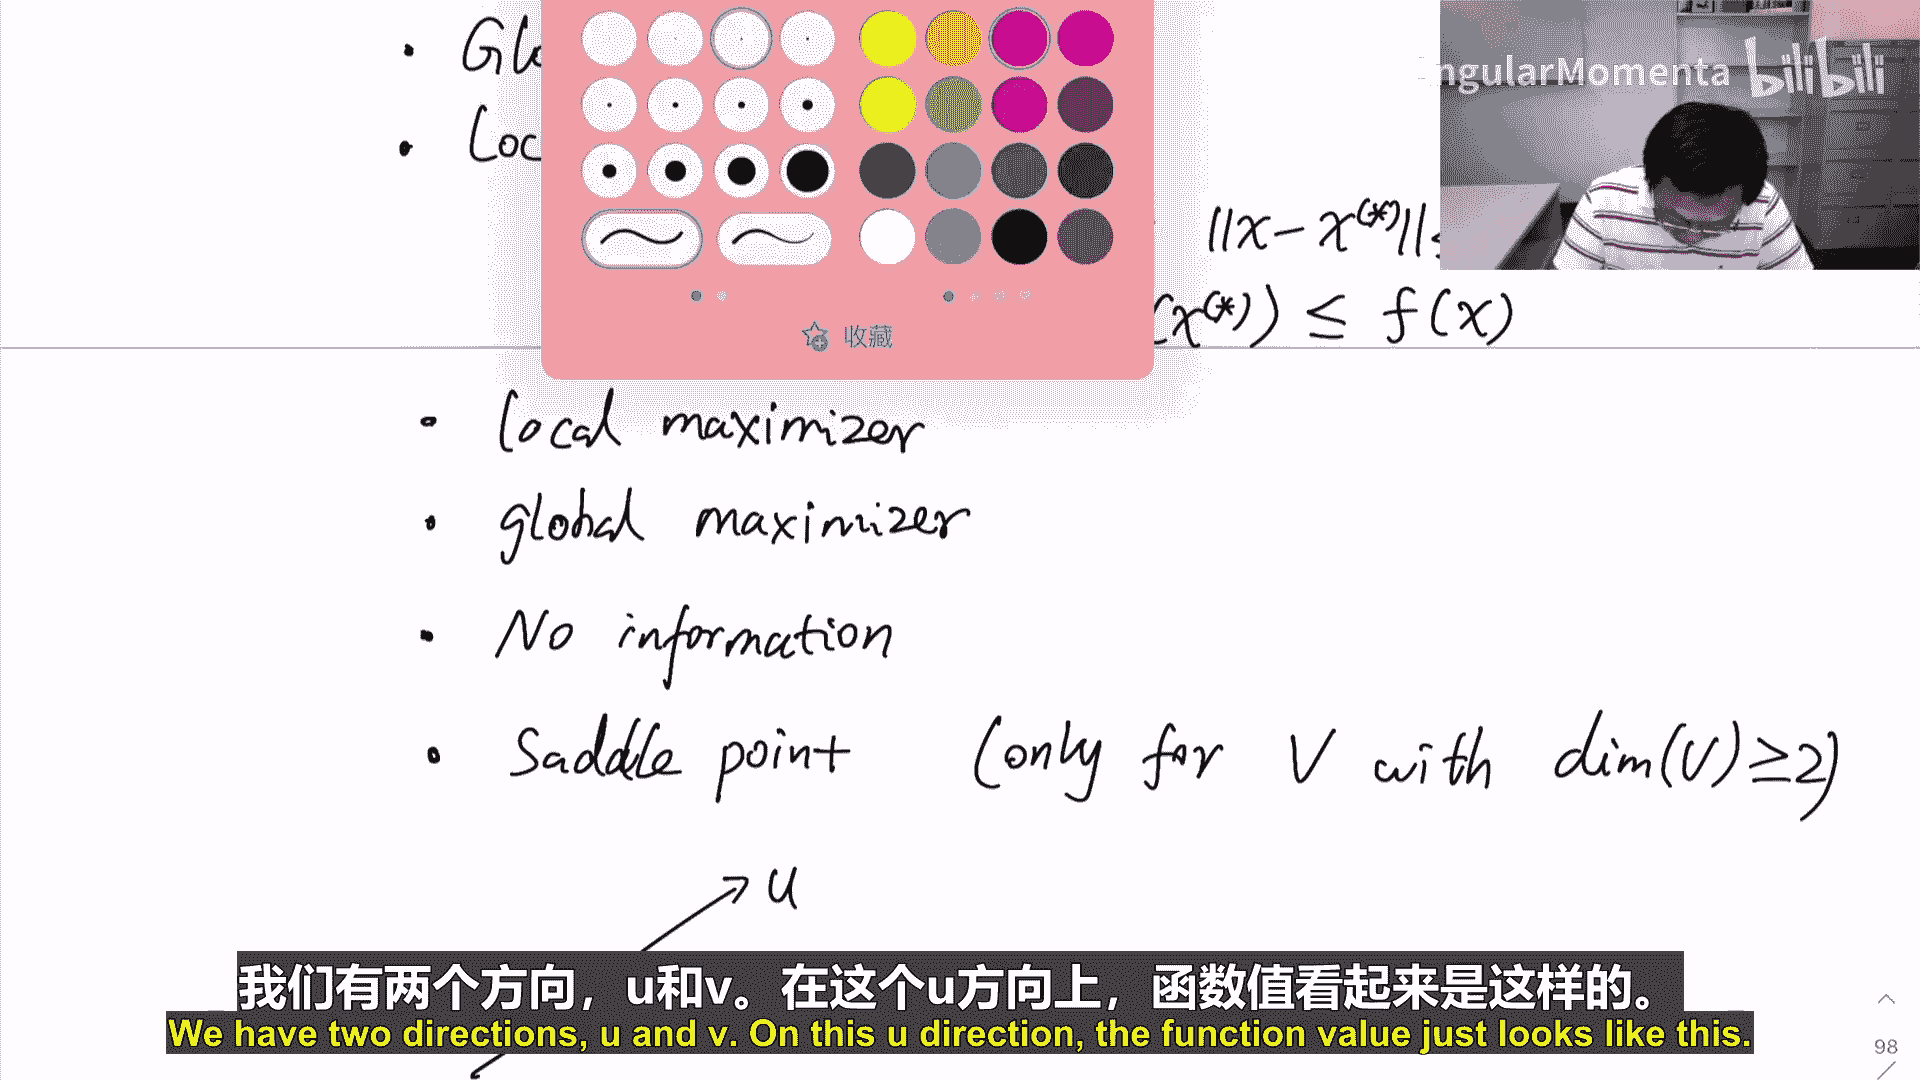 • Glo
ngularMomenta bilibili
• Loc
||x - x^(*)|| ≤
(x^(*)) ≤ f(x)
收藏
• local maximizer
• global maximizer
• No information
• Saddle point (only for V with dim(V) ≥ 2)
u
我们有两个方向，u和v。在这个u方向上，函数值看起来是这样的。
We have two directions, u and v. On this u direction, the function value just looks like this.
98